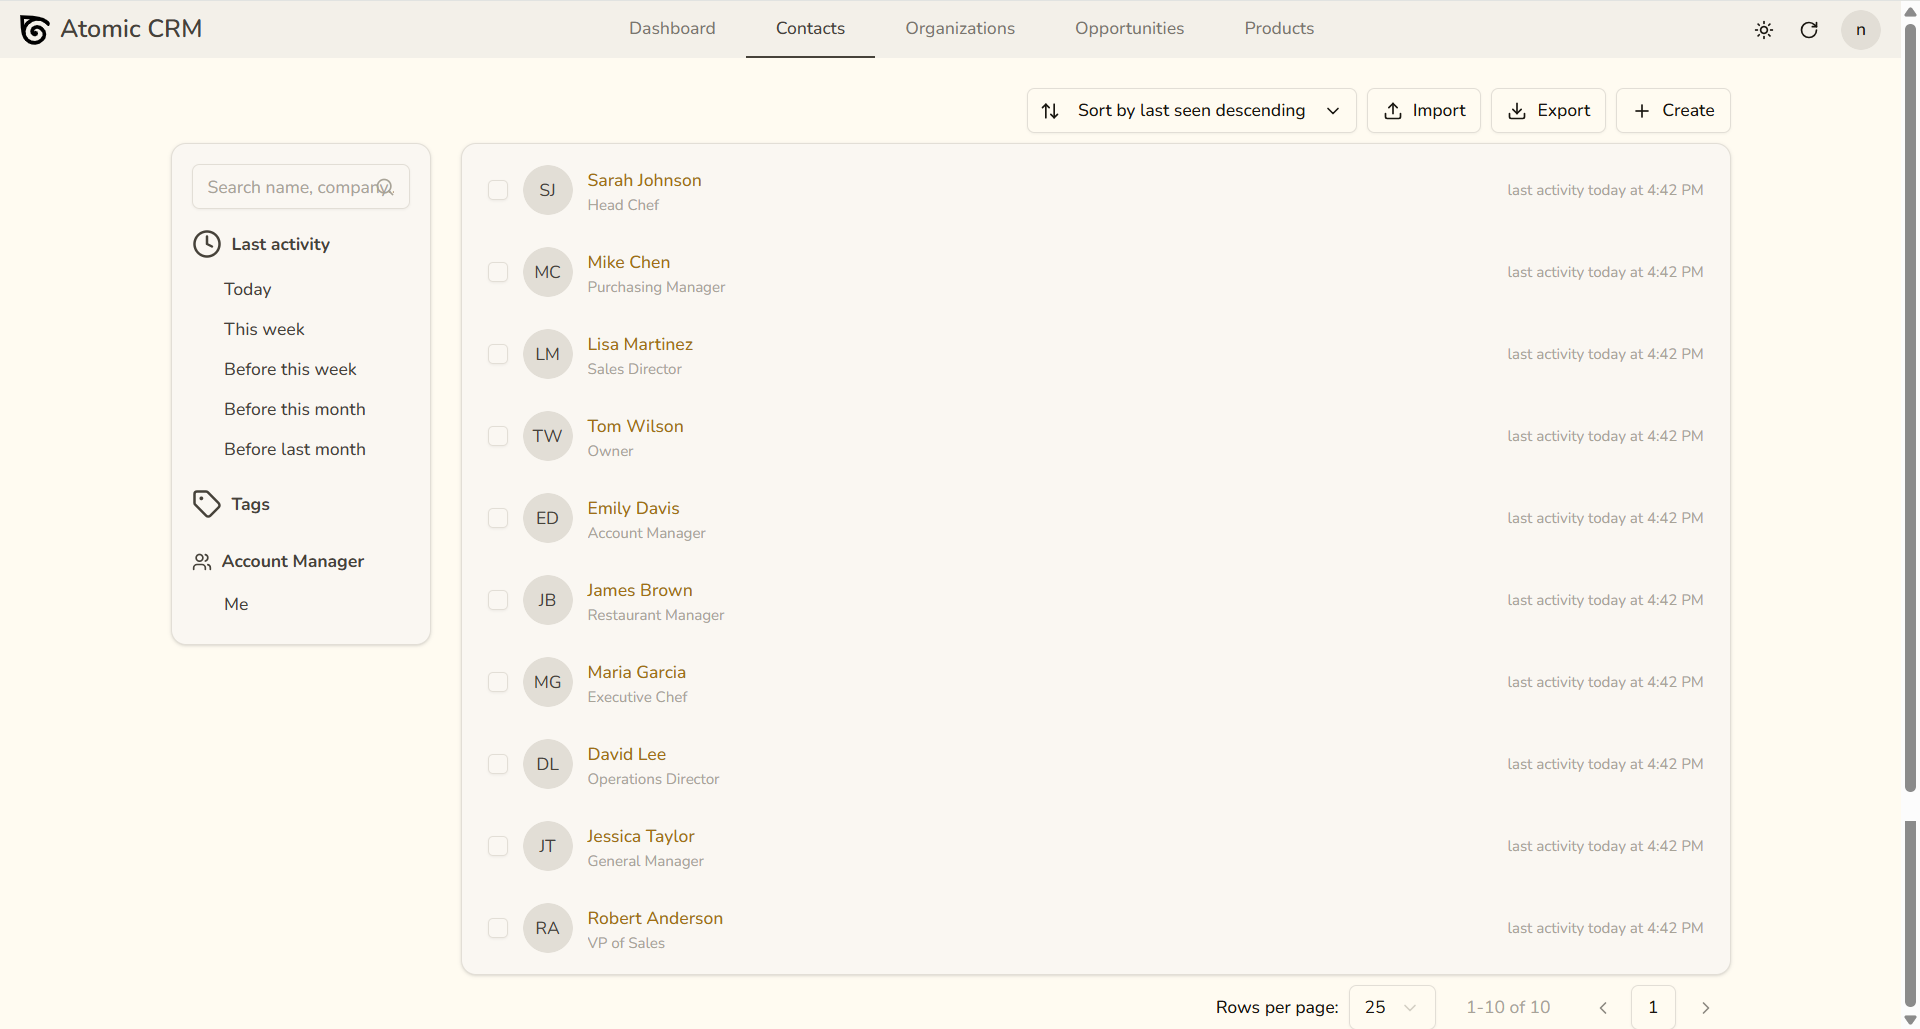 Atomic CRM
Dashboard
Contacts
Organizations
Opportunities
Products
n
Sort by last seen descending
Import
Export
Create
Search name, company,
Last activity
Today
This week
Before this week
Before this month
Before last month
Tags
Account Manager
Me
SJ
Sarah Johnson
Head Chef
last activity today at 4:42 PM
MC
Mike Chen
Purchasing Manager
last activity today at 4:42 PM
LM
Lisa Martinez
Sales Director
last activity today at 4:42 PM
TW
Tom Wilson
Owner
last activity today at 4:42 PM
ED
Emily Davis
Account Manager
last activity today at 4:42 PM
JB
James Brown
Restaurant Manager
last activity today at 4:42 PM
MG
Maria Garcia
Executive Chef
last activity today at 4:42 PM
DL
David Lee
Operations Director
last activity today at 4:42 PM
JT
Jessica Taylor
General Manager
last activity today at 4:42 PM
RA
Robert Anderson
VP of Sales
last activity today at 4:42 PM
Rows per page:
25
1-10 of 10
1